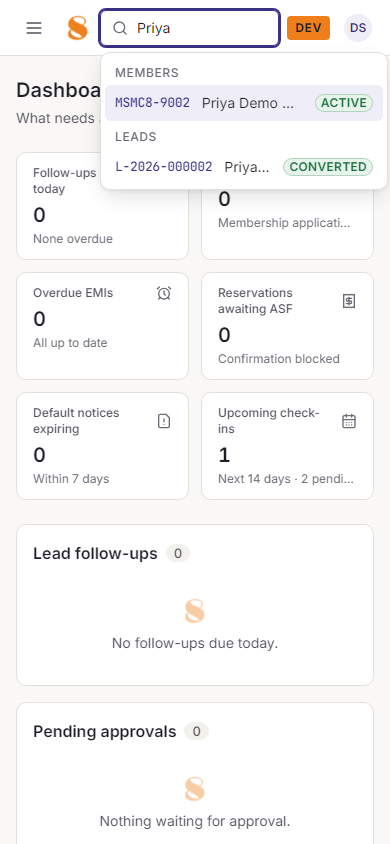 Priya
DEV
DS
MEMBERS
MSMC8-9002 Priya Demo ... ACTIVE
LEADS
L-2026-000002 Priya... CONVERTED
Dashboa
What needs
Follow-ups
today
0
None overdue
0
Membership applicati...
Overdue EMIs
0
All up to date
Reservations
awaiting ASF
0
Confirmation blocked
Default notices
expiring
0
Within 7 days
Upcoming check-
ins
1
Next 14 days · 2 pendi...
Lead follow-ups 0
No follow-ups due today.
Pending approvals 0
Nothing waiting for approval.